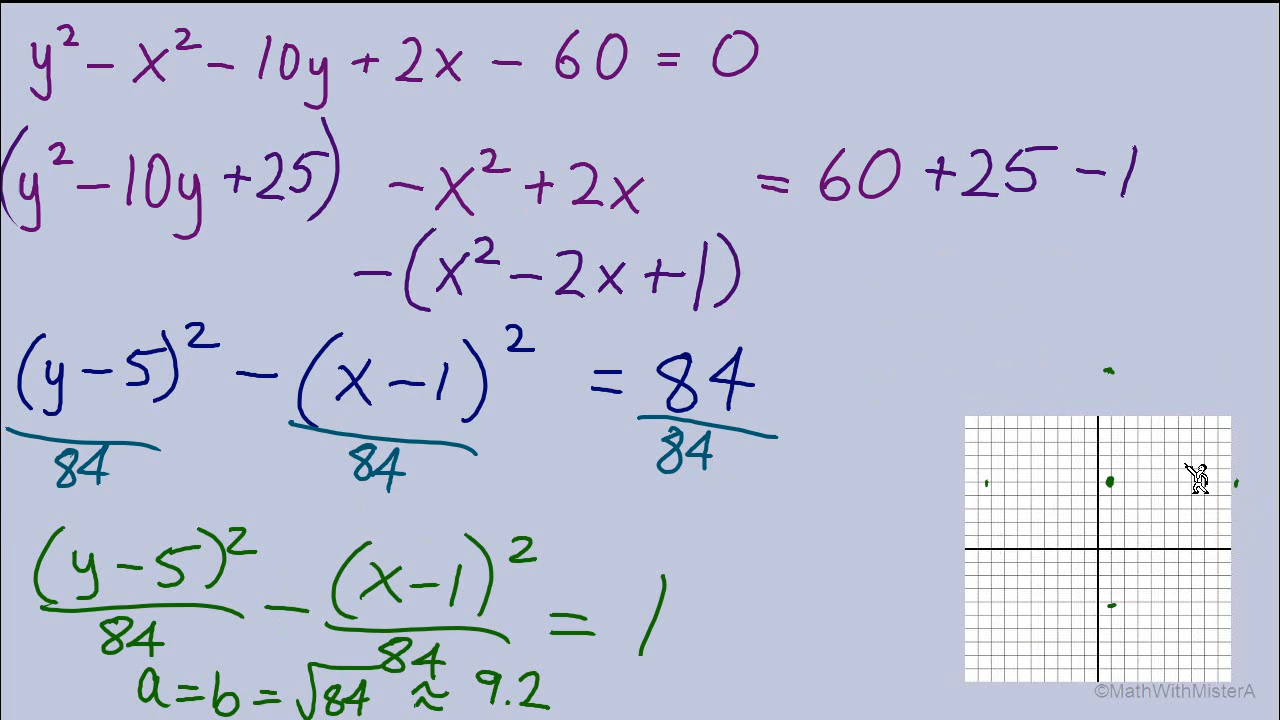 y² - x² - 10y + 2x - 60 = 0
(y² - 10y + 25) - x² + 2x = 60 + 25 - 1
-(x² - 2x + 1)
(y - 5)² - (x - 1)² = 84
84 84 84
(y - 5)² - (x - 1)² = 1
84 84
a = b = √84 ≈ 9.2
©MathWithMisterA